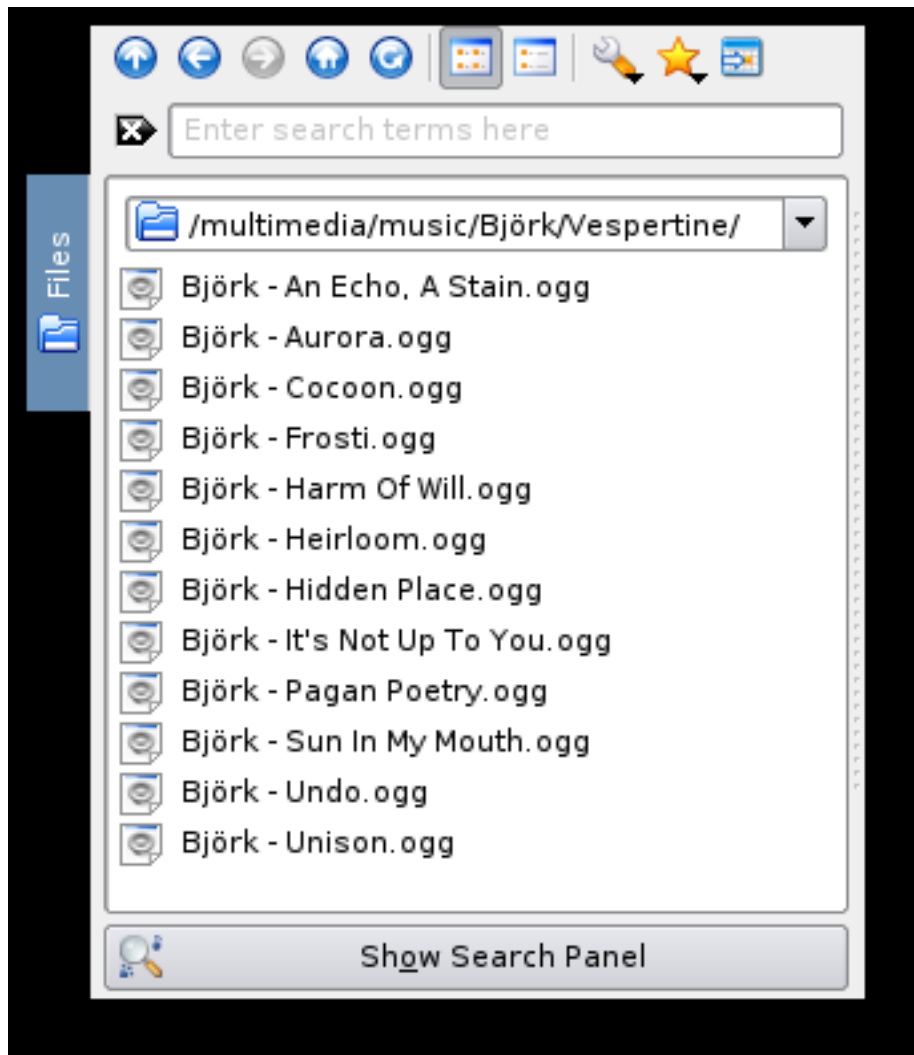 Enter search terms here
Files
/multimedia/music/Björk/Vespertine/
Björk - An Echo, A Stain.ogg
Björk - Aurora.ogg
Björk - Cocoon.ogg
Björk - Frosti.ogg
Björk - Harm Of Will.ogg
Björk - Heirloom.ogg
Björk - Hidden Place.ogg
Björk - It's Not Up To You.ogg
Björk - Pagan Poetry.ogg
Björk - Sun In My Mouth.ogg
Björk - Undo.ogg
Björk - Unison.ogg
Show Search Panel